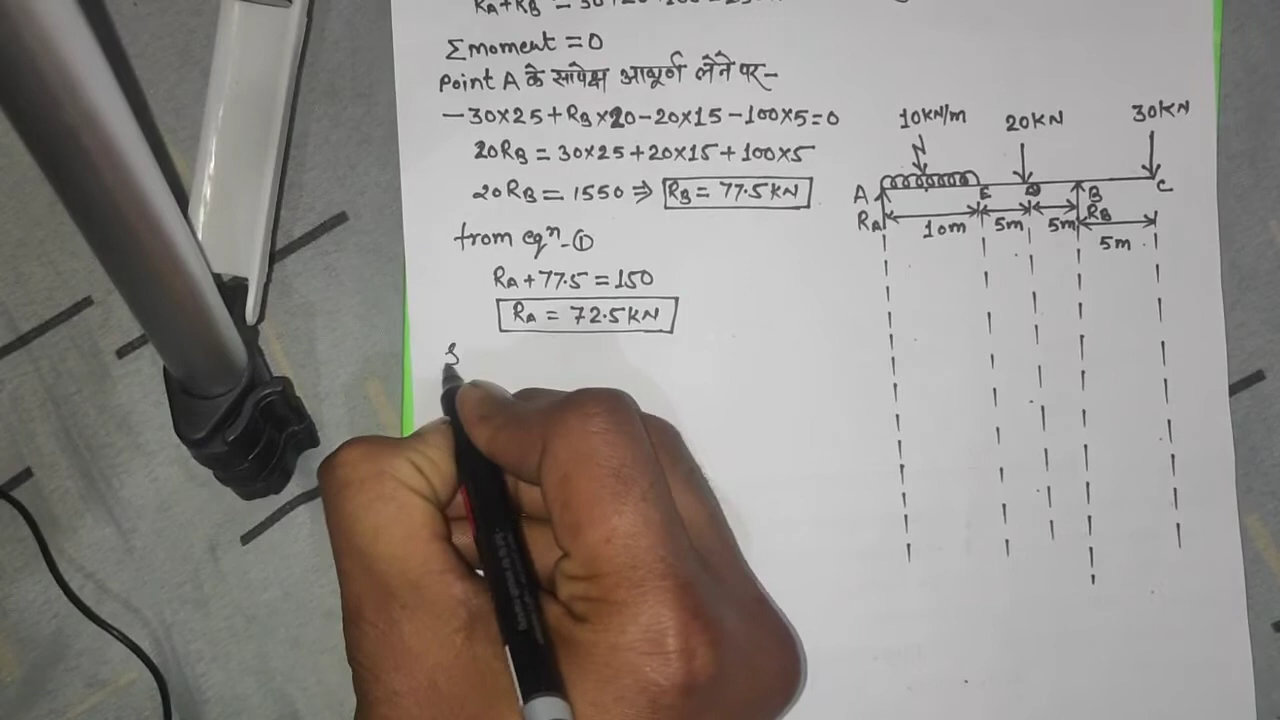 Σmoment = 0
Point A के सापेक्ष आघूर्ण लेने पर-
-30×25+RB×20-20×15-100×5=0
20RB = 30×25+20×15+100×5
20RB = 1550 ⇒ RB = 77.5KN
from eqⁿ-①
RA+77.5=150
RA = 72.5KN
S
10KN/m 20KN 30KN
A E D B C
RA 10m 5m 5m RB
5m